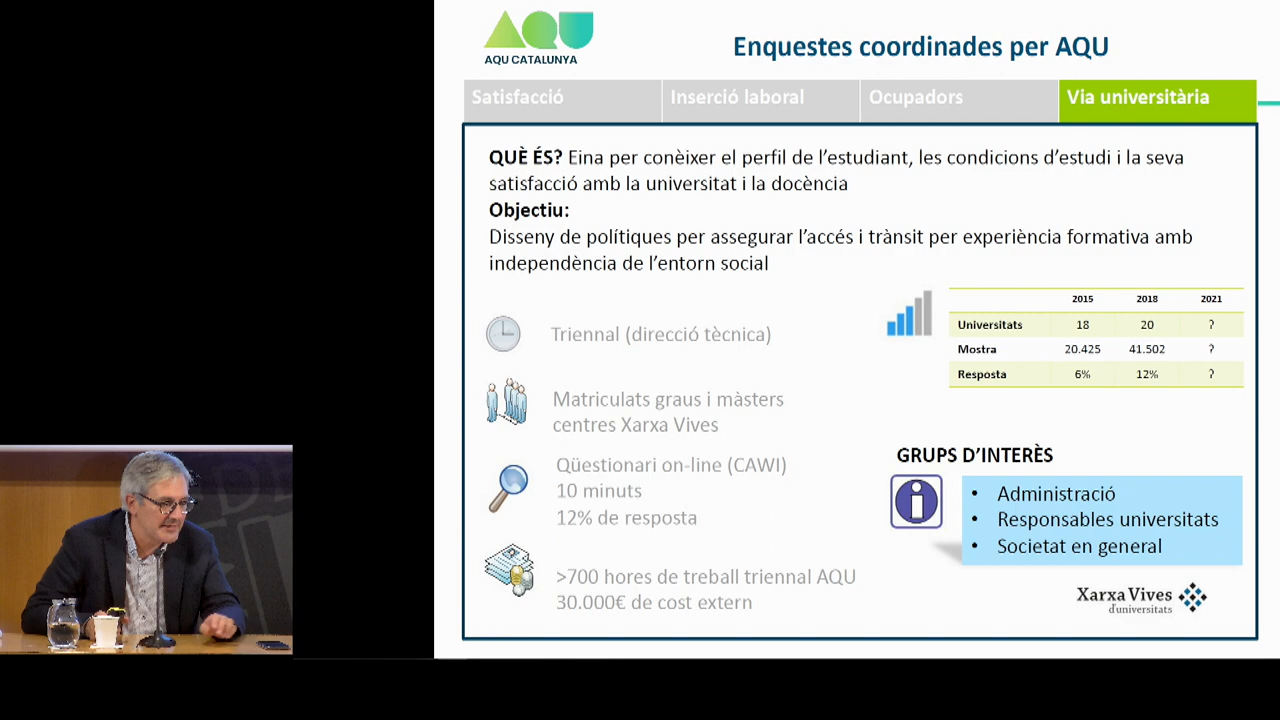 AQU CATALUNYA
Enquestes coordinades per AQU
Satisfacció
Inserció laboral
Ocupadors
Via universitària
QUÈ ÉS? Eina per conèixer el perfil de l'estudiant, les condicions d'estudi i la seva
satisfacció amb la universitat i la docència
Objectiu:
Disseny de polítiques per assegurar l'accés i trànsit per experiència formativa amb
independència de l'entorn social
2015 2018 2021
Universitats 18 20 ?
Mostra 20.425 41.502 ?
Resposta 6% 12% ?
Triennal (direcció tècnica)
Matriculats graus i màsters
centres Xarxa Vives
Qüestionari on-line (CAWI)
10 minuts
12% de resposta
>700 hores de treball triennal AQU
30.000€ de cost extern
GRUPS D'INTERÈS
• Administració
• Responsables universitats
• Societat en general
Xarxa Vives
d'universitats